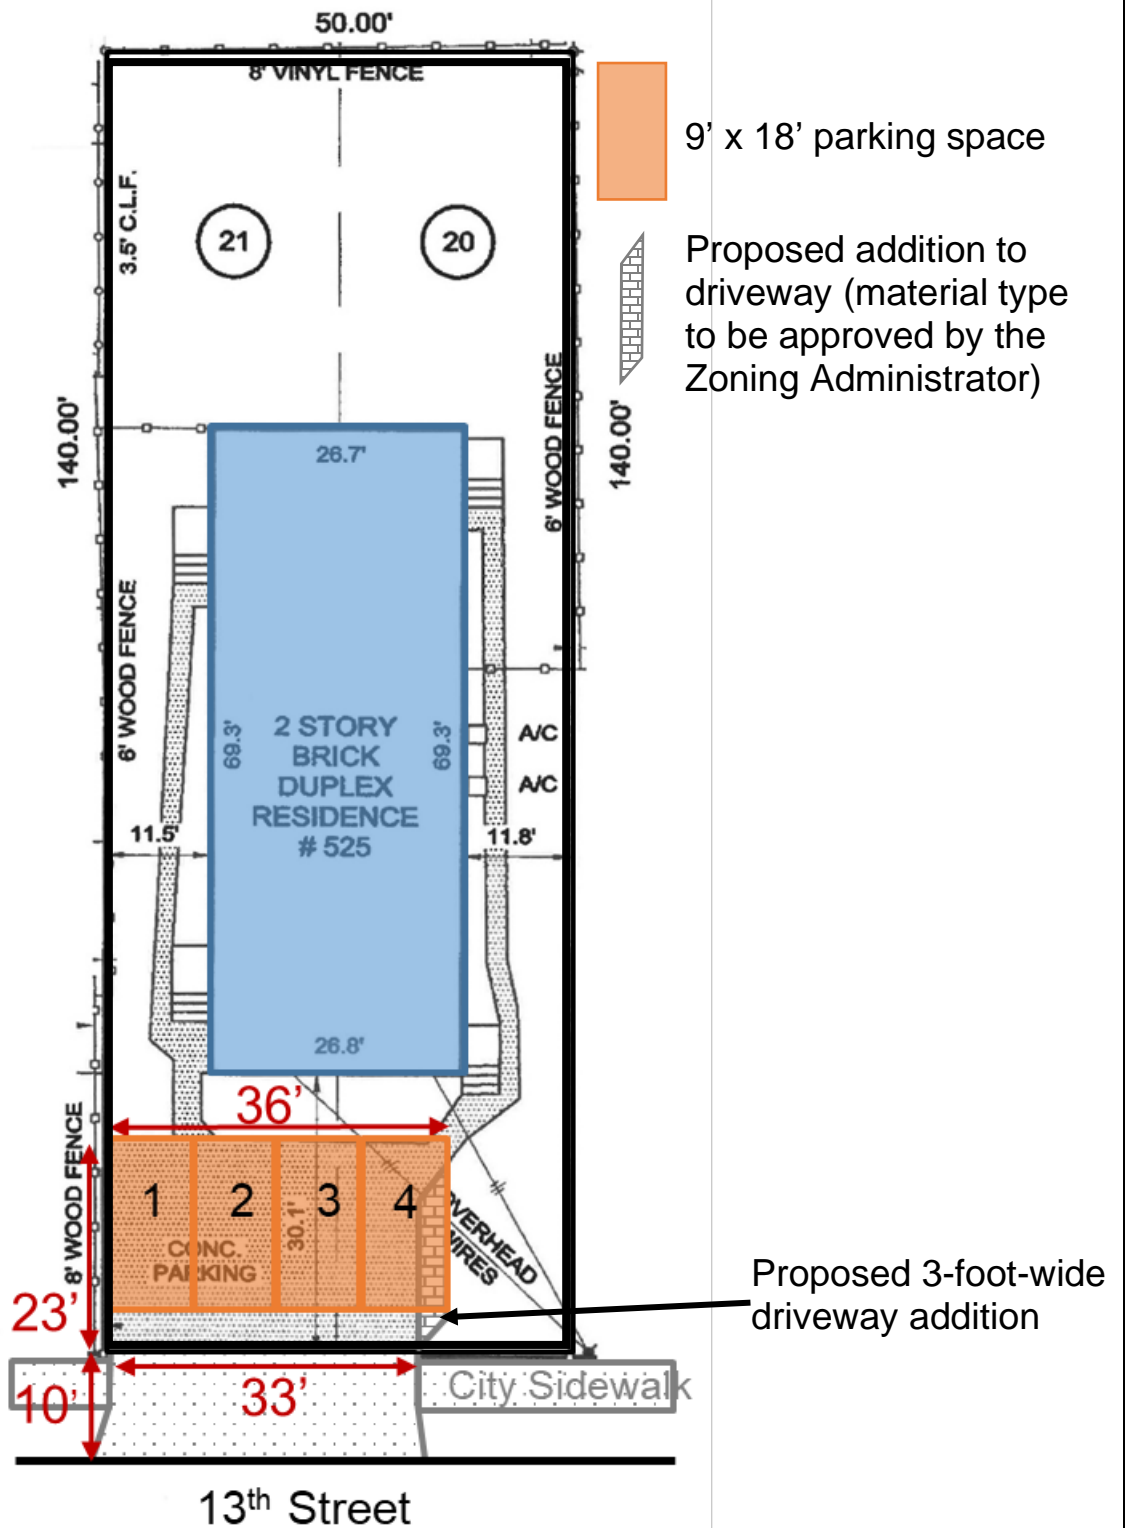 50.00'
8' VINYL FENCE
9’ x 18’ parking space
3.5' C.L.F.
21
20
Proposed addition to
driveway (material type
to be approved by the
Zoning Administrator)
140.00'
6' WOOD FENCE
140.00'
26.7'
6' WOOD FENCE
69.3'
2 STORY
BRICK
DUPLEX
RESIDENCE
# 525
69.3'
A/C
A/C
11.5'
11.8'
26.8'
36’
8' WOOD FENCE
1
2
3
4
30.1'
CONC.
PARKING
OVERHEAD
WIRES
Proposed 3-foot-wide
driveway addition
23’
10’
33’
City Sidewalk
13th Street